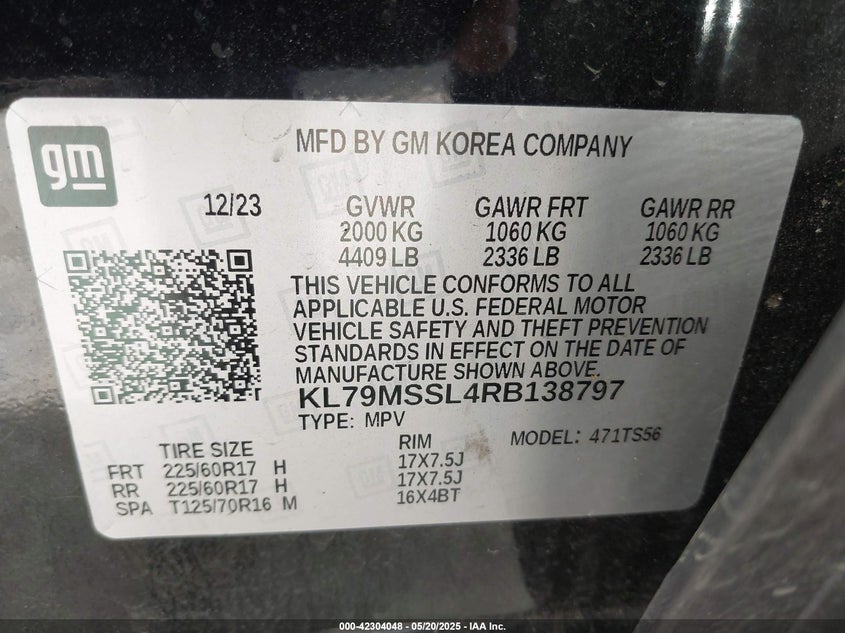 gm
MFD BY GM KOREA COMPANY
12/23 GVWR GAWR FRT GAWR RR
2000 KG 1060 KG 1060 KG
4409 LB 2336 LB 2336 LB
THIS VEHICLE CONFORMS TO ALL
APPLICABLE U.S. FEDERAL MOTOR
VEHICLE SAFETY AND THEFT PREVENTION
STANDARDS IN EFFECT ON THE DATE OF
MANUFACTURE SHOWN ABOVE.
KL79MSSL4RB138797
TYPE: MPV MODEL: 471TS56
TIRE SIZE RIM
FRT 225/60R17 H 17X7.5J
RR 225/60R17 H 17X7.5J
SPA T125/70R16 M 16X4BT
000-42304048 - 05/20/2025 - IAA Inc.